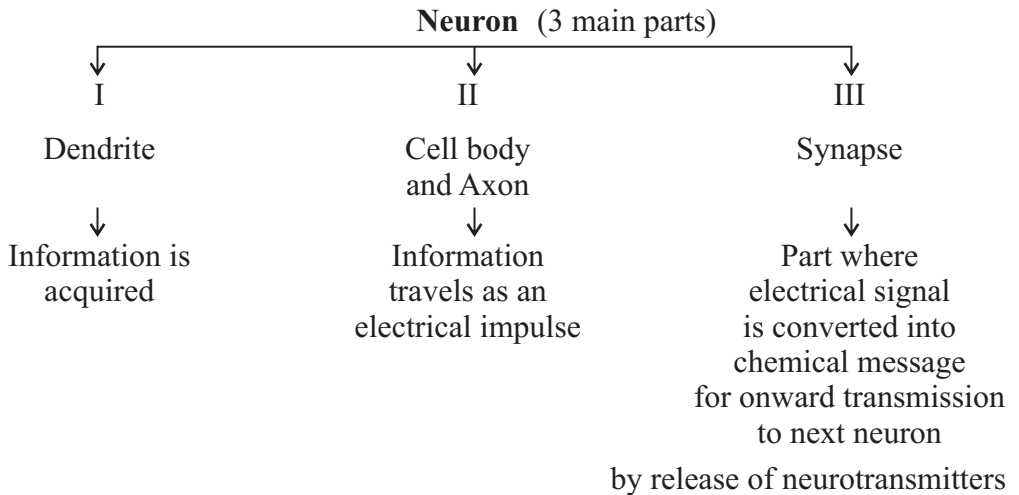 Neuron (3 main parts)
I
II
III
Dendrite
Cell body
and Axon
Synapse
Information is
acquired
Information
travels as an
electrical impulse
Part where
electrical signal
is converted into
chemical message
for onward transmission
to next neuron
by release of neurotransmitters